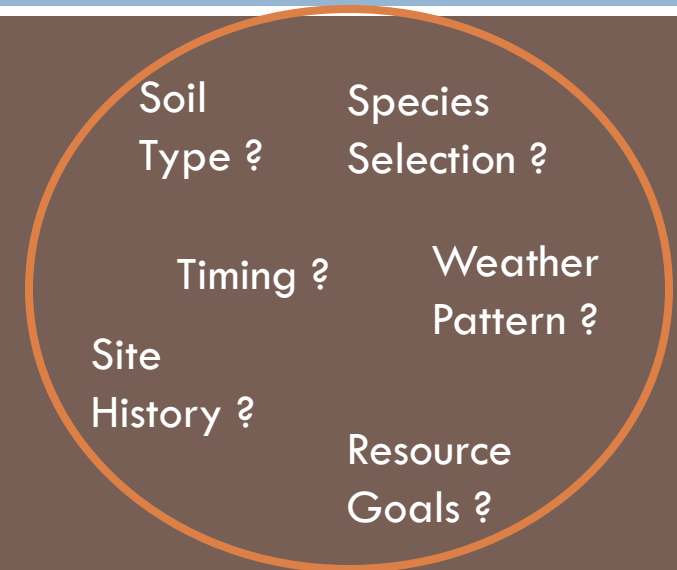 Soil
Type ?
Species
Selection ?
Timing ?
Weather
Pattern ?
Site
History ?
Resource
Goals ?